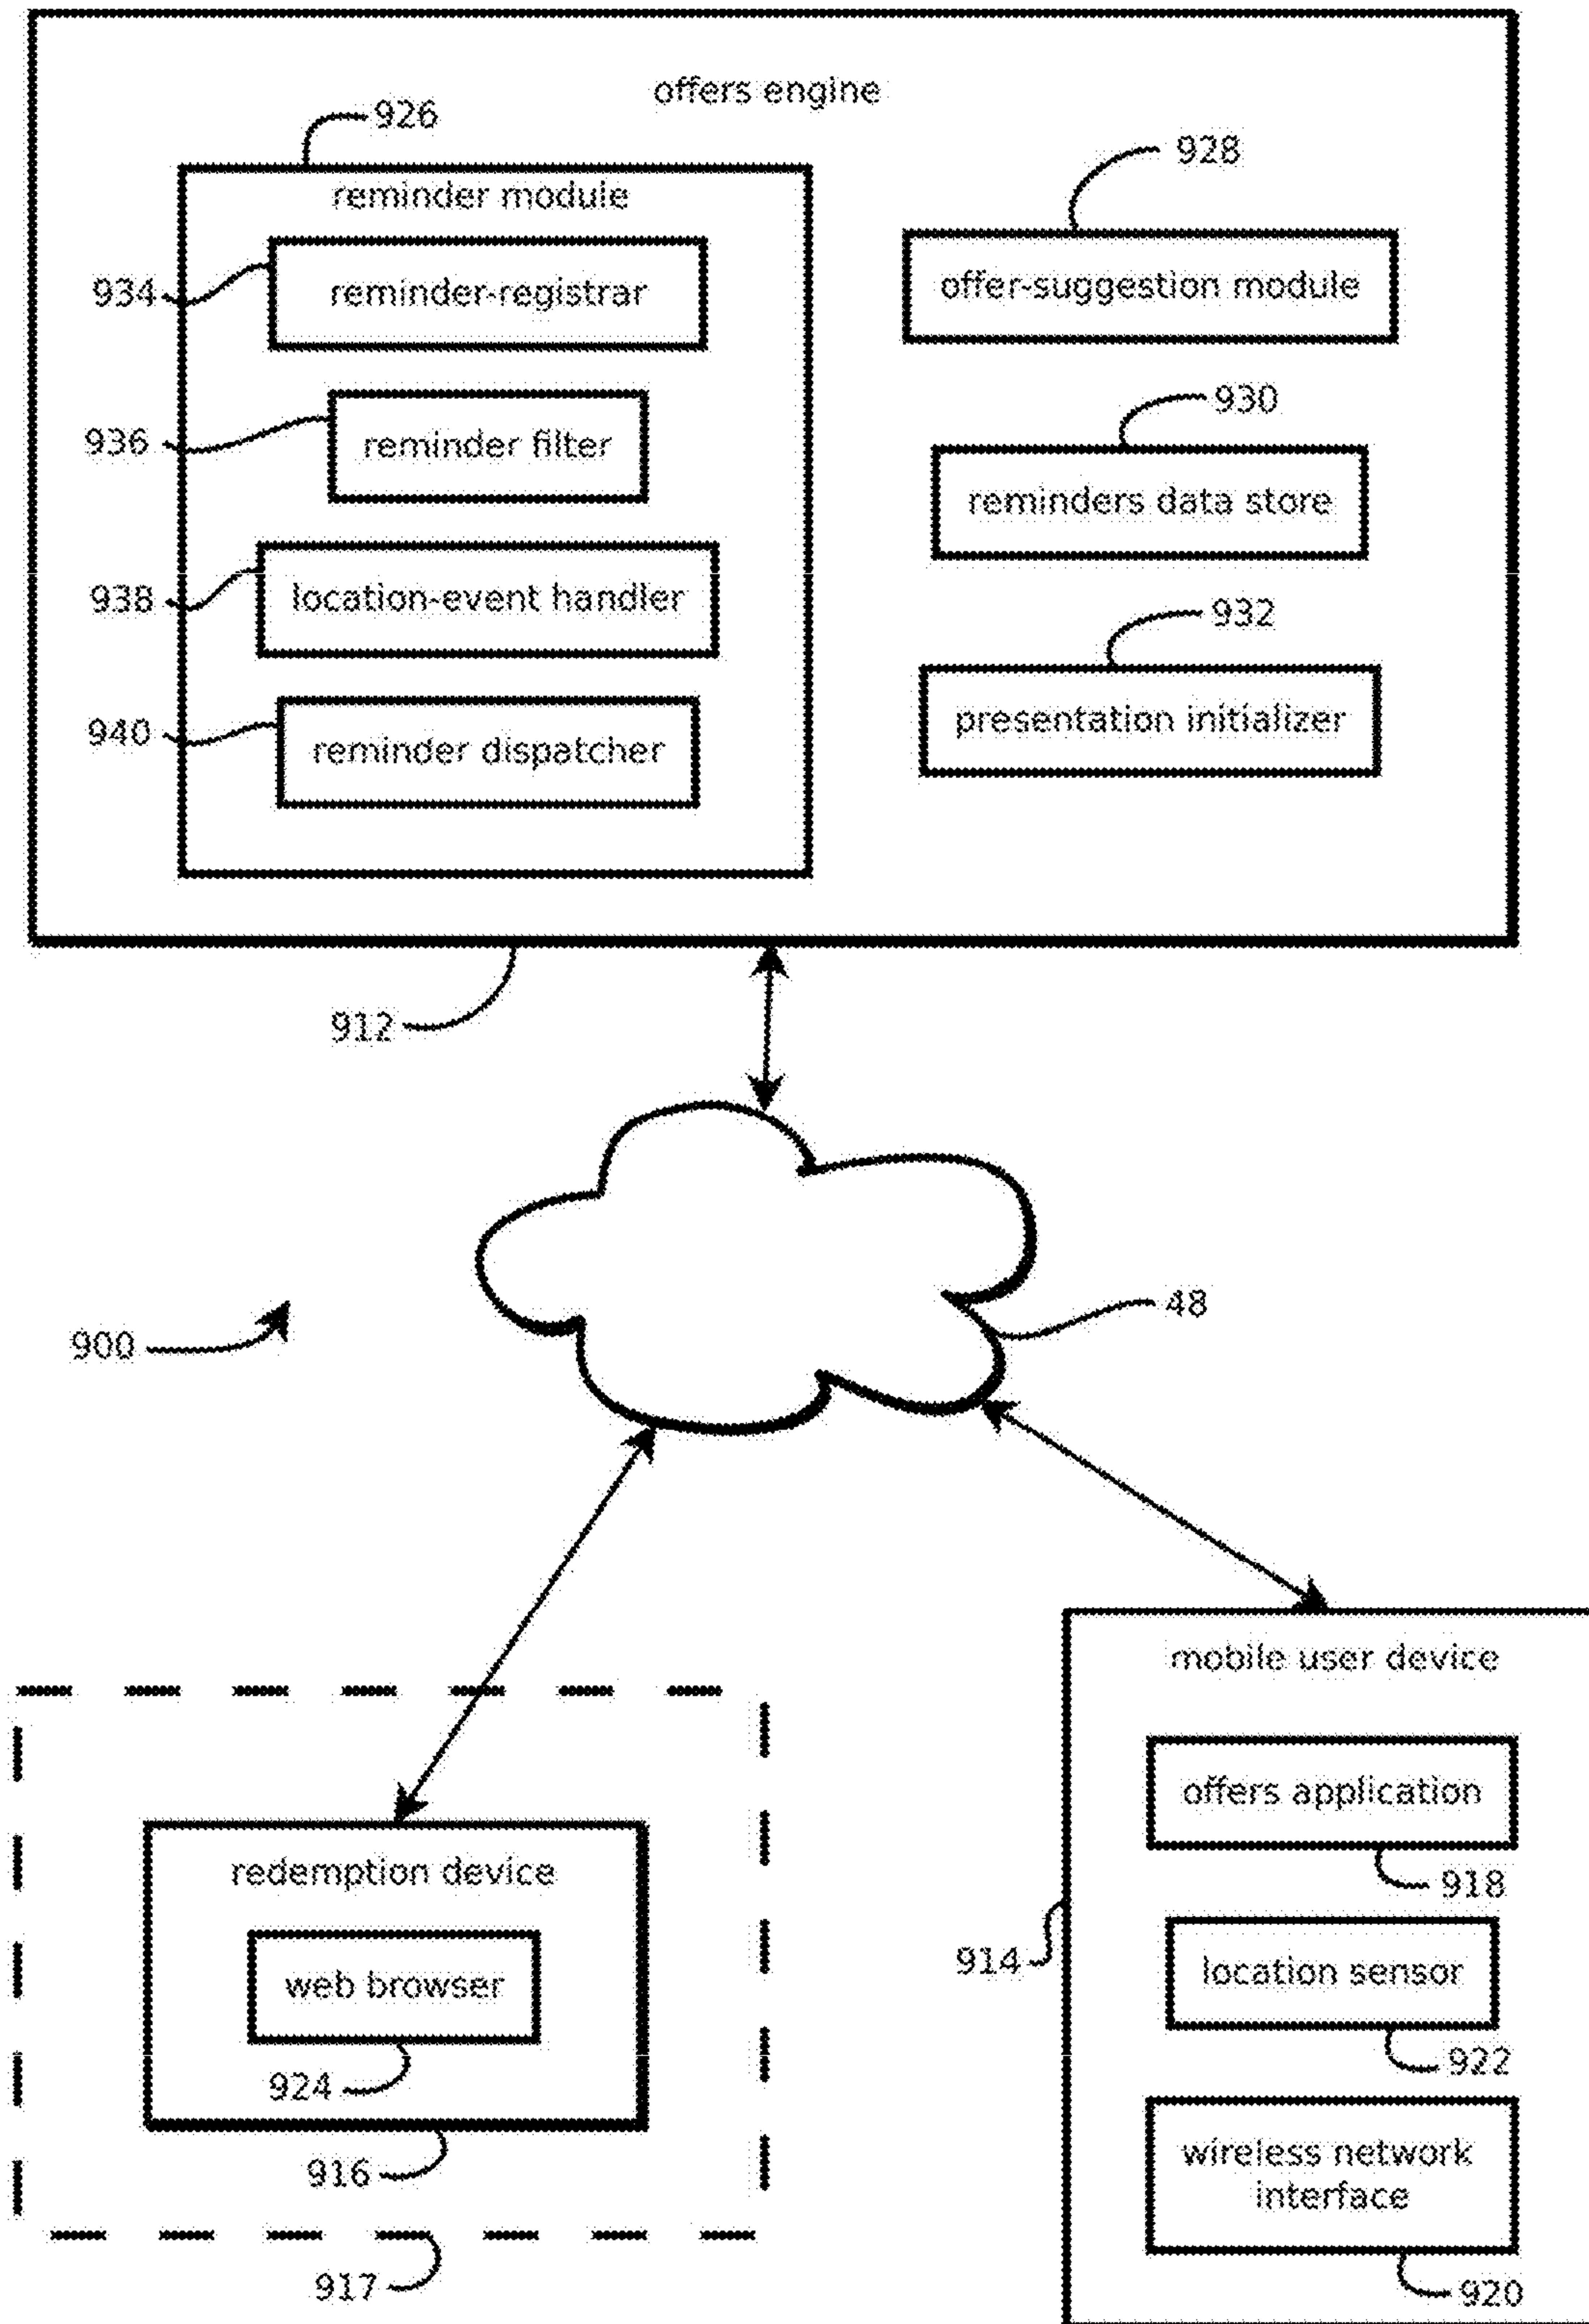 offers engine
926
928
reminder module
934
reminder-registrar
offer-suggestion module
930
936
reminder filter
reminders data store
938
location-event handler
932
940
reminder dispatcher
presentation initializer
912
48
900
mobile user device
offers application
redemption device
918
914
location sensor
web browser
922
924
wireless network
interface
916
917
920